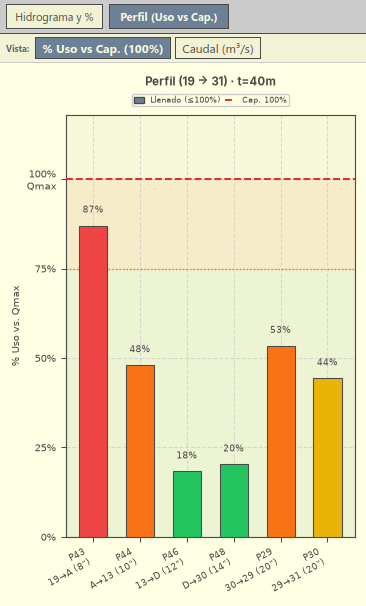 Hidrograma y %
Perfil (Uso vs Cap.)
Vista:
% Uso vs Cap. (100%)
Caudal (m³/s)
Perfil (19 → 31) · t=40m
Llenado (≤100%)
Cap. 100%
% Uso vs. Qmax
100%
Qmax
75%
50%
25%
0%
87%
48%
18%
20%
53%
44%
P43
19→A (8")
P44
A→13 (10")
P46
13→D (12")
P48
D→30 (14")
P29
30→29 (20")
P30
29→31 (20")